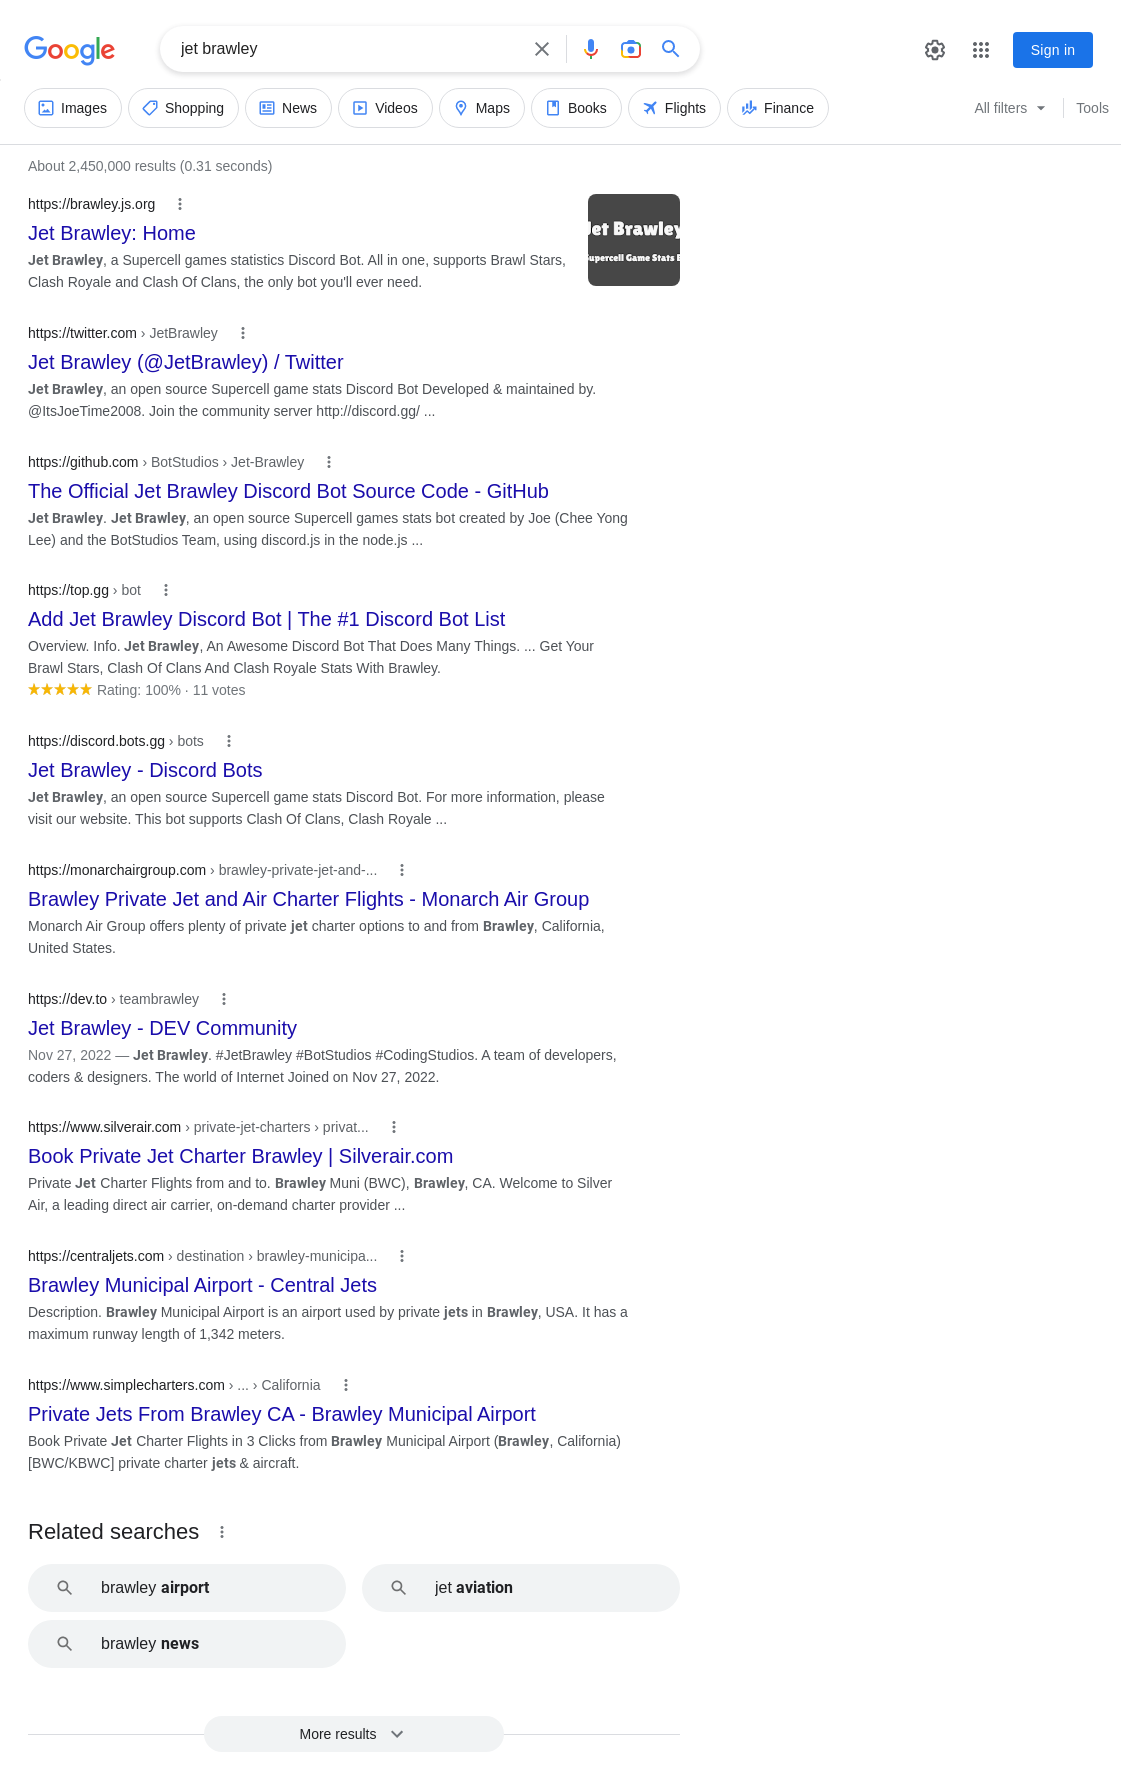 Google
jet brawley
Sign in
Images
Shopping
News
Videos
Maps
Books
Flights
Finance
All filters
Tools
About 2,450,000 results (0.31 seconds)
https://brawley.js.org
Jet Brawley: Home
Jet Brawley, a Supercell games statistics Discord Bot. All in one, supports Brawl Stars,
Clash Royale and Clash Of Clans, the only bot you'll ever need.
Jet Brawley
Supercell Game Stats B
https://twitter.com › JetBrawley
Jet Brawley (@JetBrawley) / Twitter
Jet Brawley, an open source Supercell game stats Discord Bot Developed & maintained by.
@ItsJoeTime2008. Join the community server http://discord.gg/ ...
https://github.com › BotStudios › Jet-Brawley
The Official Jet Brawley Discord Bot Source Code - GitHub
Jet Brawley. Jet Brawley, an open source Supercell games stats bot created by Joe (Chee Yong
Lee) and the BotStudios Team, using discord.js in the node.js ...
https://top.gg › bot
Add Jet Brawley Discord Bot | The #1 Discord Bot List
Overview. Info. Jet Brawley, An Awesome Discord Bot That Does Many Things. ... Get Your
Brawl Stars, Clash Of Clans And Clash Royale Stats With Brawley.
Rating: 100% · 11 votes
https://discord.bots.gg › bots
Jet Brawley - Discord Bots
Jet Brawley, an open source Supercell game stats Discord Bot. For more information, please
visit our website. This bot supports Clash Of Clans, Clash Royale ...
https://monarchairgroup.com › brawley-private-jet-and-...
Brawley Private Jet and Air Charter Flights - Monarch Air Group
Monarch Air Group offers plenty of private jet charter options to and from Brawley, California,
United States.
https://dev.to › teambrawley
Jet Brawley - DEV Community
Nov 27, 2022 — Jet Brawley. #JetBrawley #BotStudios #CodingStudios. A team of developers,
coders & designers. The world of Internet Joined on Nov 27, 2022.
https://www.silverair.com › private-jet-charters › privat...
Book Private Jet Charter Brawley | Silverair.com
Private Jet Charter Flights from and to. Brawley Muni (BWC), Brawley, CA. Welcome to Silver
Air, a leading direct air carrier, on-demand charter provider ...
https://centraljets.com › destination › brawley-municipa...
Brawley Municipal Airport - Central Jets
Description. Brawley Municipal Airport is an airport used by private jets in Brawley, USA. It has a
maximum runway length of 1,342 meters.
https://www.simplecharters.com › ... › California
Private Jets From Brawley CA - Brawley Municipal Airport
Book Private Jet Charter Flights in 3 Clicks from Brawley Municipal Airport (Brawley, California)
[BWC/KBWC] private charter jets & aircraft.
Related searches
brawley airport
jet aviation
brawley news
More results